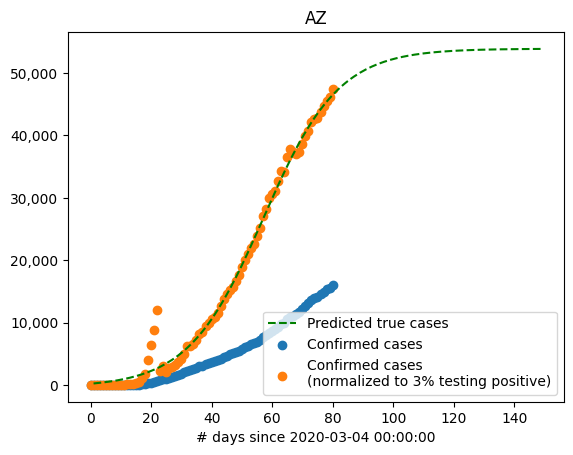 AZ
50,000
40,000
30,000
20,000
10,000
0
Predicted true cases
Confirmed cases
Confirmed cases
(normalized to 3% testing positive)
0 20 40 60 80 100 120 140
# days since 2020-03-04 00:00:00